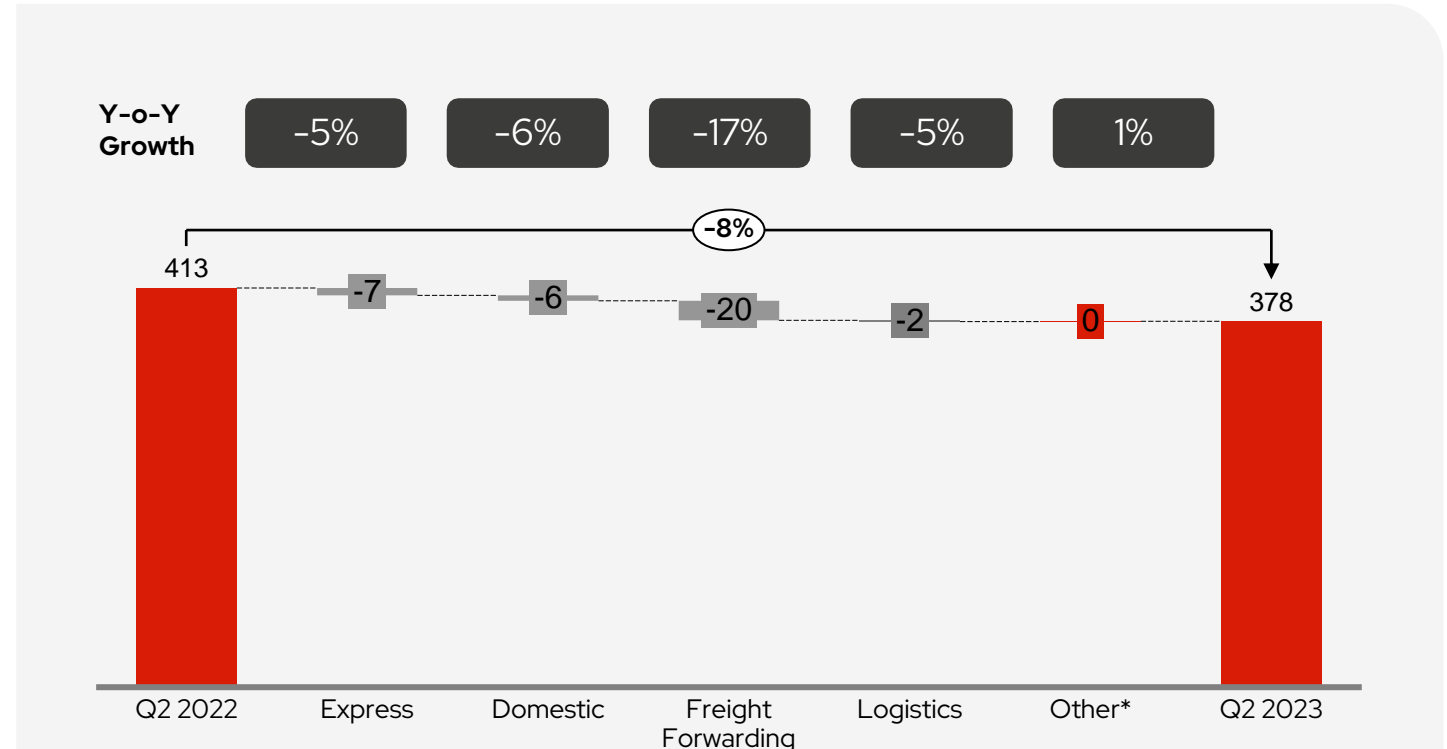 Y-o-Y
Growth
-5%
-6%
-17%
-5%
1%
-8%
413
-7
-6
-20
-2
0
378
Q2 2022
Express
Domestic
Freight
Forwarding
Logistics
Other*
Q2 2023